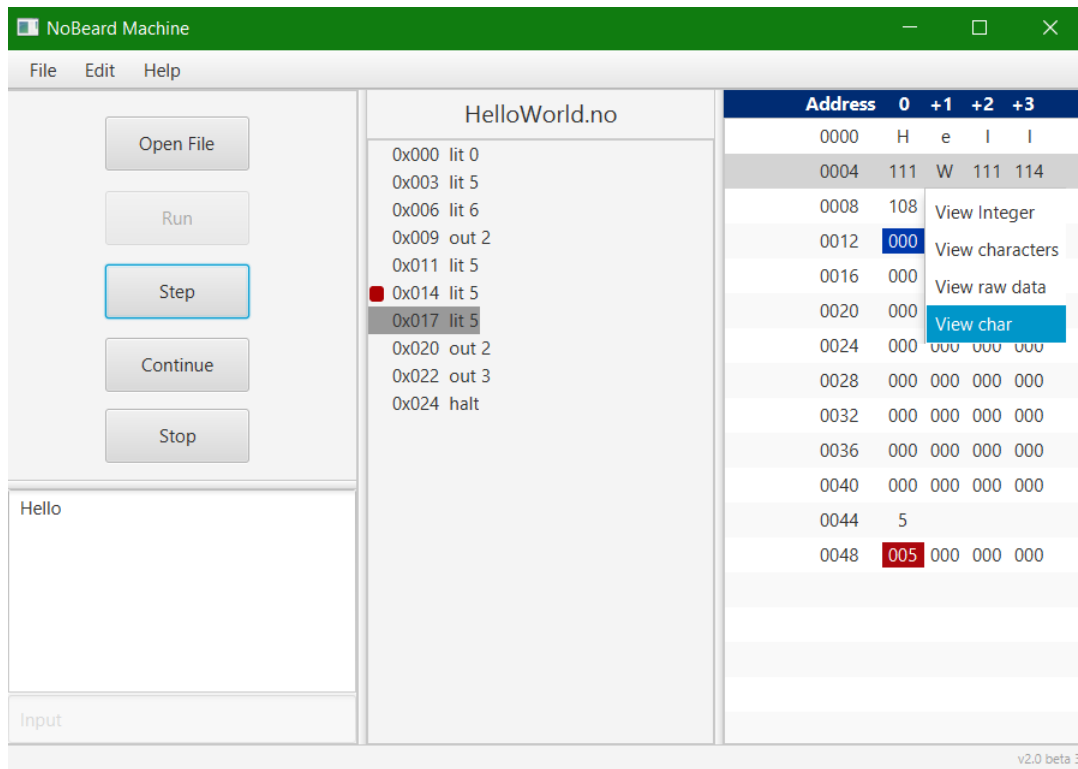 NoBeard Machine
File Edit Help
Open File
Run
Step
Continue
Stop
Hello
Input
HelloWorld.no
0x000 lit 0
0x003 lit 5
0x006 lit 6
0x009 out 2
0x011 lit 5
0x014 lit 5
0x017 lit 5
0x020 out 2
0x022 out 3
0x024 halt
Address 0 +1 +2 +3
0000 H e l l
0004 111 W 111 114
0008 108
0012 000
0016 000
0020 000
0024 000 000 000 000
0028 000 000 000 000
0032 000 000 000 000
0036 000 000 000 000
0040 000 000 000 000
0044 5
0048 005 000 000 000
View Integer
View characters
View raw data
View char
v2.0 beta 3